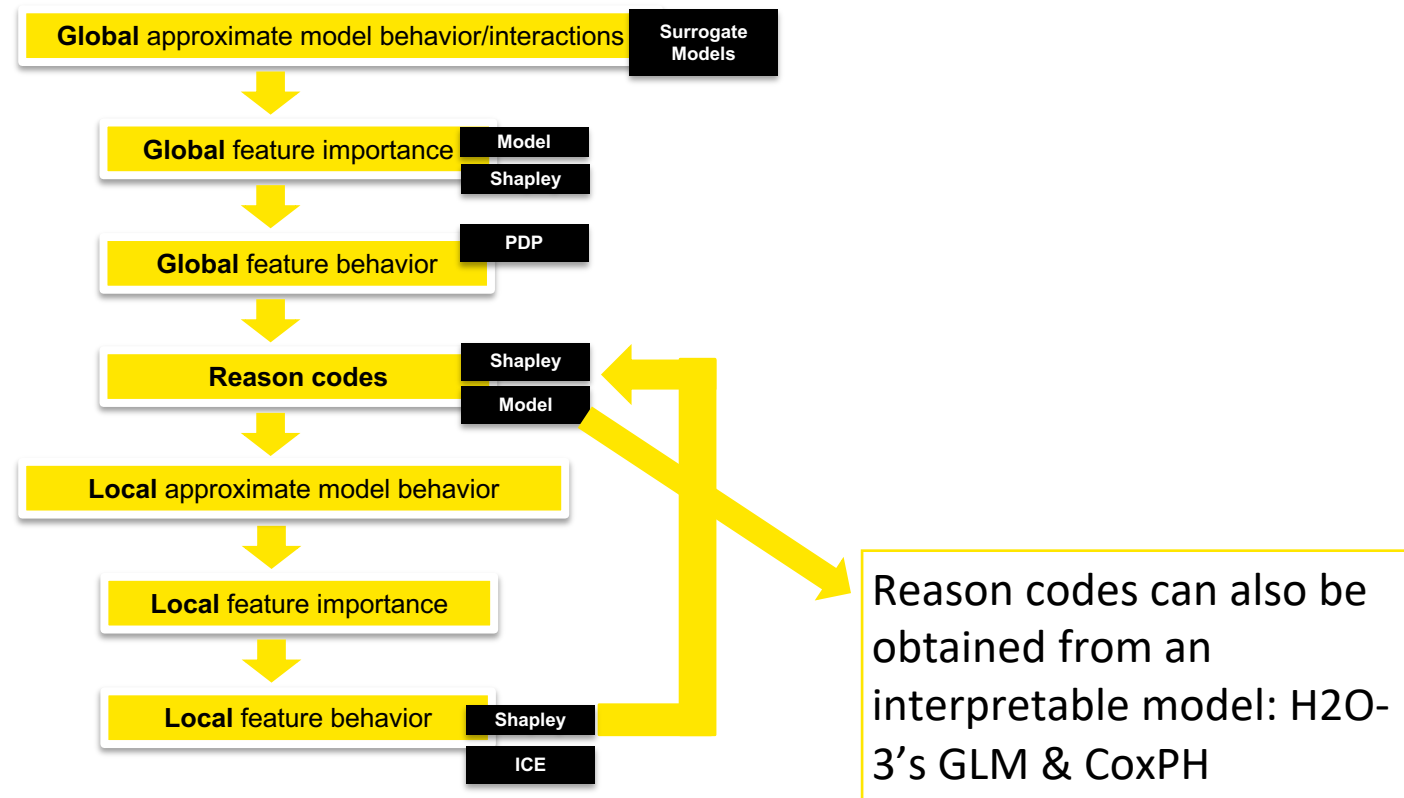 Global approximate model behavior/interactions
Surrogate
Models
Global feature importance
Model
Shapley
Global feature behavior
PDP
Reason codes
Shapley
Model
Local approximate model behavior
Local feature importance
Local feature behavior
Shapley
ICE
Reason codes can also be
obtained from an
interpretable model: H2O-
3’s GLM & CoxPH